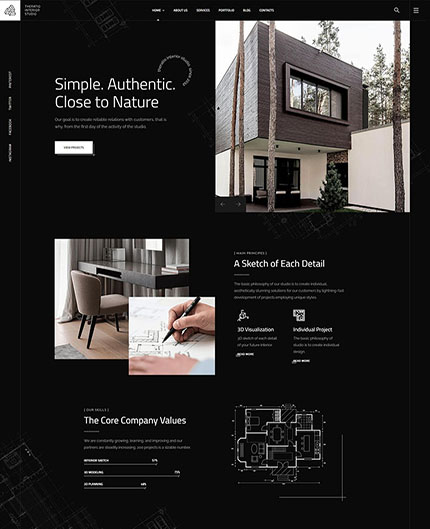 THERATIO
INTERIOR
STUDIO
HOME
ABOUT US
SERVICES
PORTFOLIO
BLOG
CONTACTS
PINTEREST
TWITTER
FACEBOOK
INSTAGRAM
Simple. Authentic.
Close to Nature
Our goal is to create reliable relations with customers, that is
why, from the first day of the activity of the studio.
VIEW PROJECTS
[ MAIN PRINCIPLES ]
A Sketch of Each Detail
The basic philosophy of our studio is to create individual,
aesthetically stunning solutions for our customers by lightning-fast
development of projects employing unique styles.
3D Visualization
3D sketch of each detail
of your future interior.
READ MORE
Individual Project
The basic philosophy of
studio is to create individual
design.
READ MORE
[ OUR SKILLS ]
The Core Company Values
We are constantly growing, learning, and improving and our
partners are steadily increasing. 200 projects is a sizable number.
INTERIOR SKETCH
57%
3D MODELING
75%
2D PLANNING
48%